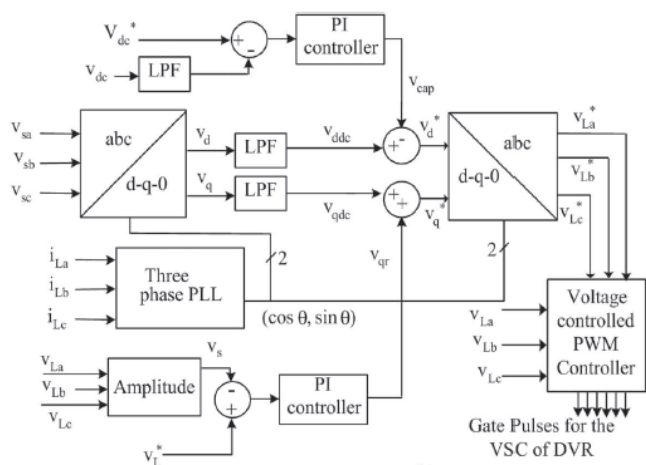 V_dc*
+
-
PI
controller
v_dc
LPF
v_cap
v_sa
v_sb
v_sc
abc
d-q-0
v_d
LPF
v_ddc
+
-
v_d*
v_q
LPF
v_qdc
+
+
v_q*
abc
d-q-0
v_La*
v_Lb*
v_Lc*
2
2
i_La
i_Lb
i_Lc
Three
phase PLL
(cos θ, sin θ)
v_qr
v_La
v_Lb
v_Lc
Voltage
controlled
PWM
Controller
v_La
v_Lb
v_Lc
Amplitude
v_s
-
+
PI
controller
Gate Pulses for the
VSC of DVR